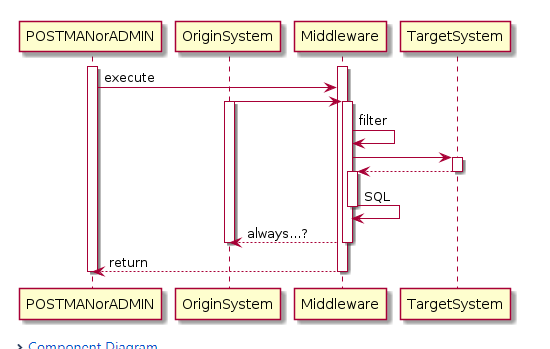 POSTMANorADMIN OriginSystem Middleware TargetSystem
execute
filter
SQL
always...?
return
POSTMANorADMIN OriginSystem Middleware TargetSystem
Component Diagram